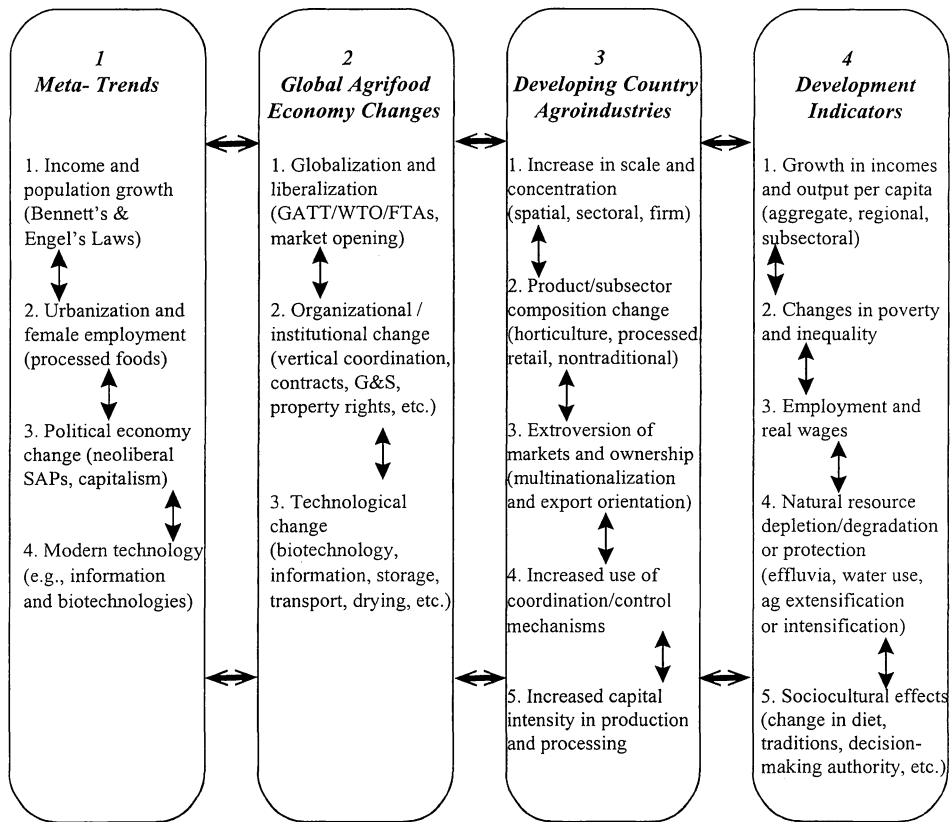 1
Meta- Trends
1. Income and
population growth
(Bennett's &
Engel's Laws)
2. Urbanization and
female employment
(processed foods)
3. Political economy
change (neoliberal
SAPs, capitalism)
4. Modern technology
(e.g., information
and biotechnologies)
2
Global Agrifood
Economy Changes
1. Globalization and
liberalization
(GATT/WTO/FTAs,
market opening)
2. Organizational /
institutional change
(vertical coordination,
contracts, G&S,
property rights, etc.)
3. Technological
change
(biotechnology,
information, storage,
transport, drying, etc.)
3
Developing Country
Agroindustries
1. Increase in scale and
concentration
(spatial, sectoral, firm)
2. Product/subsector
composition change
(horticulture, processed,
retail, nontraditional)
3. Extroversion of
markets and ownership
(multinationalization
and export orientation)
4. Increased use of
coordination/control
mechanisms
5. Increased capital
intensity in production
and processing
4
Development
Indicators
1. Growth in incomes
and output per capita
(aggregate, regional,
subsectoral)
2. Changes in poverty
and inequality
3. Employment and
real wages
4. Natural resource
depletion/degradation
or protection
(effluvia, water use,
ag extensification
or intensification)
5. Sociocultural effects
(change in diet,
traditions, decision-
making authority, etc.)